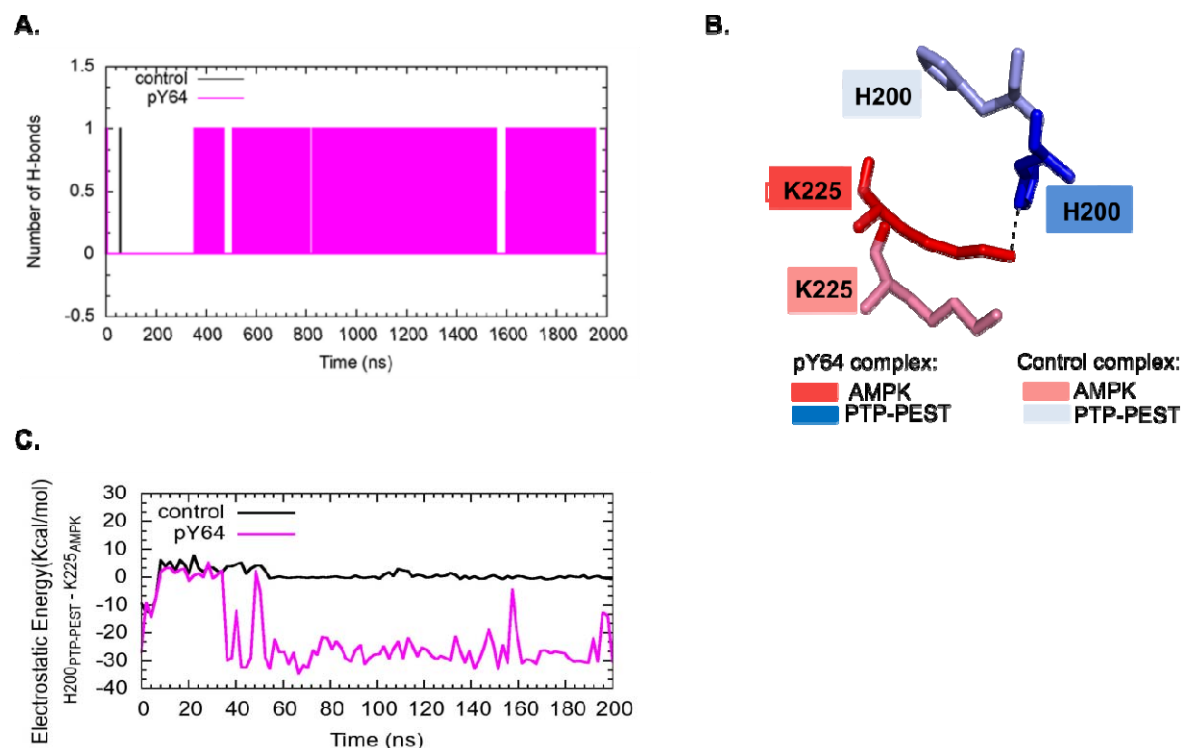 A.
1.5
1
0.5
0
-0.5
Number of H-bonds
control
pY64
0 200 400 600 800 1000 1200 1400 1600 1800 2000
Time (ns)
B.
H200
K225
H200
K225
pY64 complex:
AMPK
PTP-PEST
Control complex:
AMPK
PTP-PEST
C.
Electrostatic Energy(Kcal/mol)
H200PTP-PEST - K225AMPK
30
20
10
0
-10
-20
-30
-40
control
pY64
0 20 40 60 80 100 120 140 160 180 200
Time (ns)